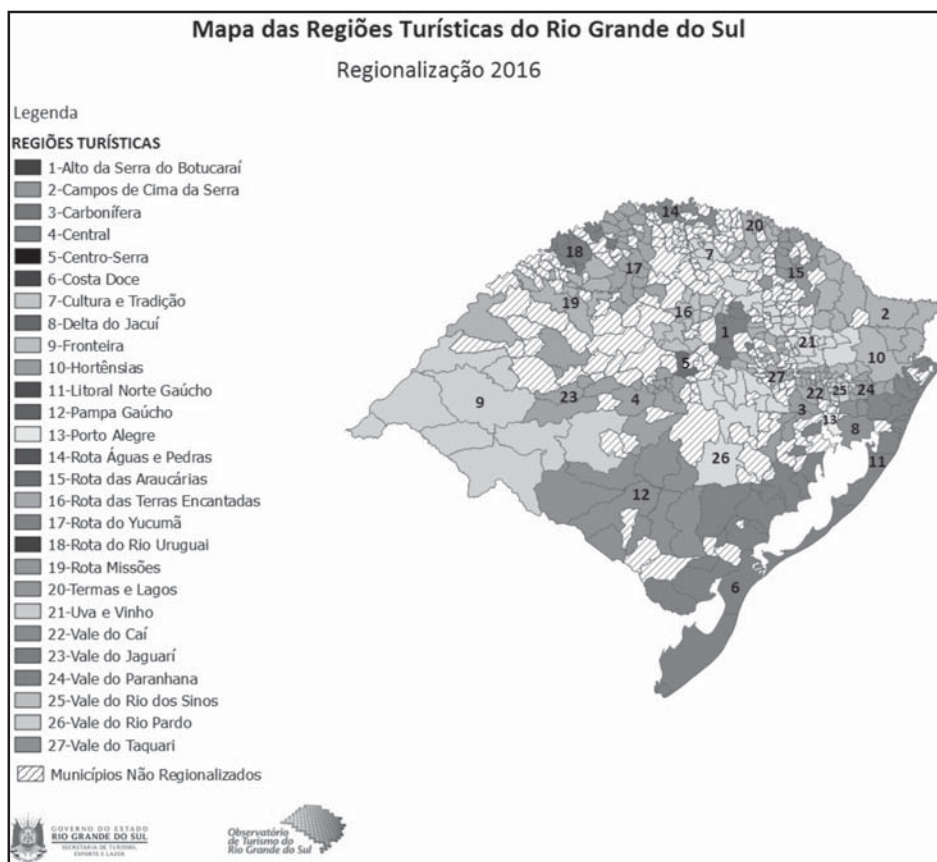 Mapa das Regiões Turísticas do Rio Grande do Sul
Regionalização 2016
Legenda
REGIÕES TURÍSTICAS
1-Alto da Serra do Botucaraí
2-Campos de Cima da Serra
3-Carbonífera
4-Central
5-Centro-Serra
6-Costa Doce
7-Cultura e Tradição
8-Delta do Jacuí
9-Fronteira
10-Hortênsias
11-Litoral Norte Gaúcho
12-Pampa Gaúcho
13-Porto Alegre
14-Rota Águas e Pedras
15-Rota das Araucárias
16-Rota das Terras Encantadas
17-Rota do Yucumã
18-Rota do Rio Uruguai
19-Rota Missões
20-Termas e Lagos
21-Uva e Vinho
22-Vale do Caí
23-Vale do Jaguarí
24-Vale do Paranhana
25-Vale do Rio dos Sinos
26-Vale do Rio Pardo
27-Vale do Taquari
Municípios Não Regionalizados
14
20
18
7
17
15
19
16
2
1
21
10
5
27
9
23
4
22
25
24
3
13
8
26
11
12
6
GOVERNO DO ESTADO
RIO GRANDE DO SUL
SECRETARIA DE TURISMO,
ESPORTE E LAZER
Observatório
de Turismo do
Rio Grande do Sul